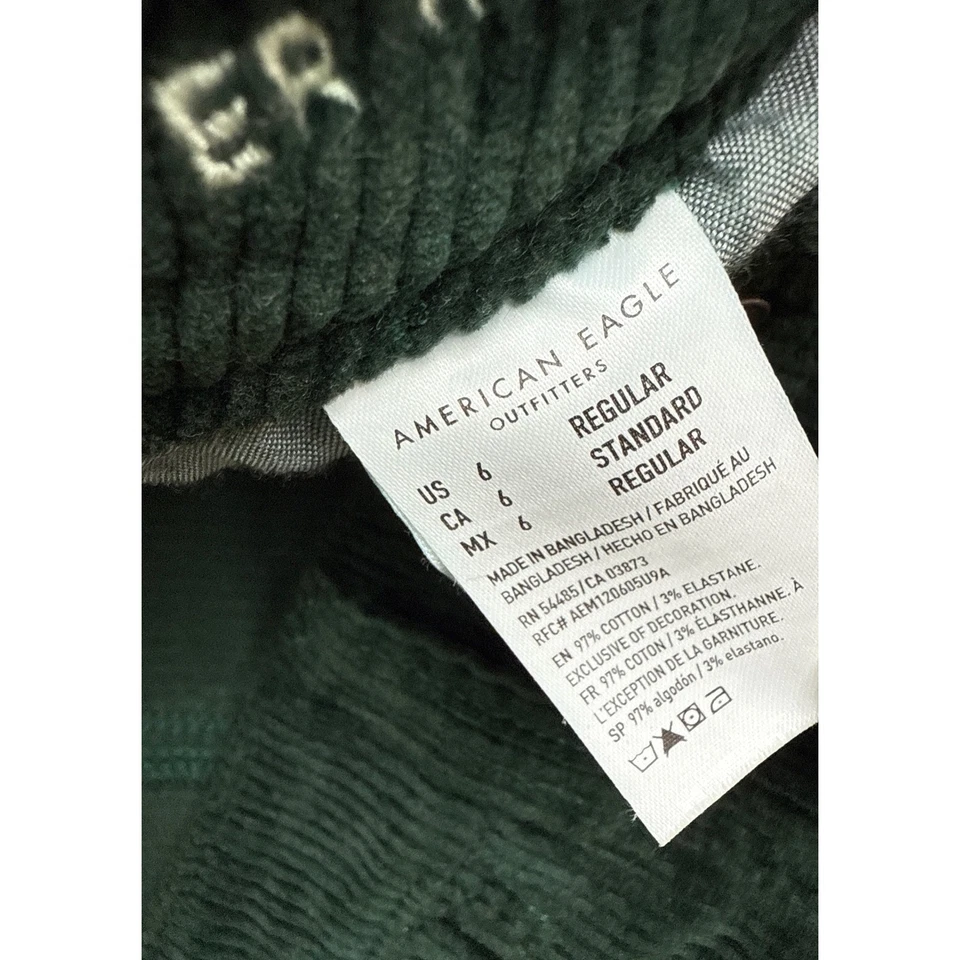 ER
AMERICAN EAGLE
OUTFITTERS
US 6 REGULAR
CA 6 STANDARD
MX 6 REGULAR
MADE IN BANGLADESH / FABRIQUÉ AU
BANGLADESH / HECHO EN BANGLADESH
RN 54485 / CA 03873
RFC# AEM120605U9A
EN 97% COTTON / 3% ELASTANE.
EXCLUSIVE OF DECORATION.
FR 97% COTON / 3% ÉLASTHANNE. À
L'EXCEPTION DE LA GARNITURE.
SP 97% algodón / 3% elastano.